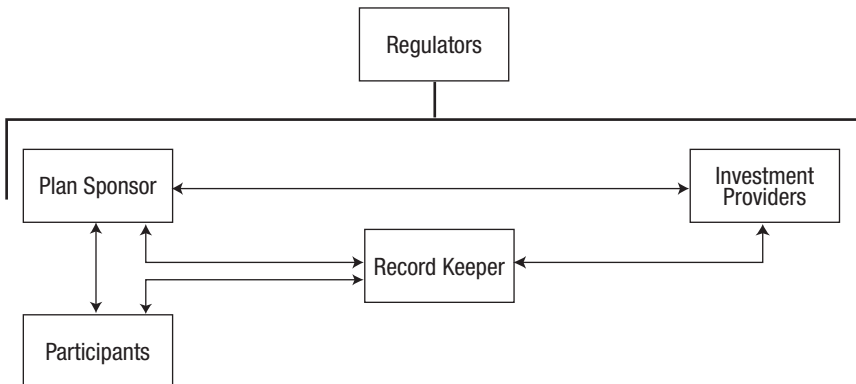 Regulators
Plan Sponsor
Investment
Providers
Record Keeper
Participants